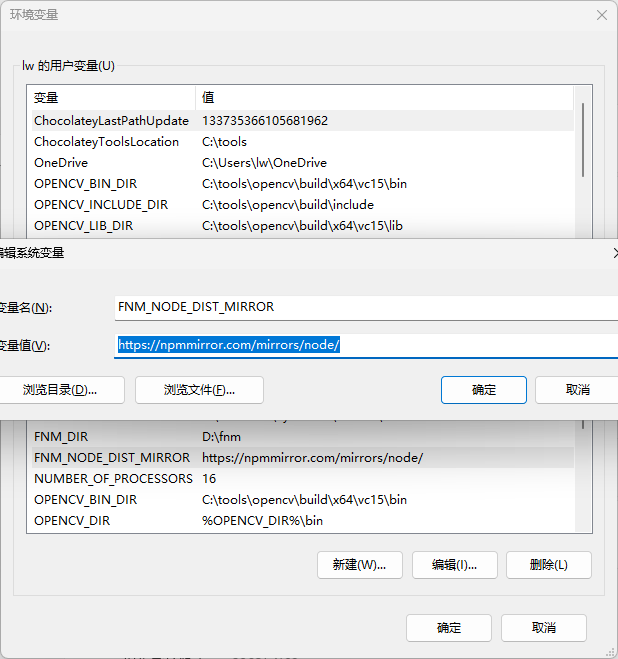 环境变量
lw 的用户变量(U)
变量 值
ChocolateyLastPathUpdate 133735366105681962
ChocolateyToolsLocation C:\tools
OneDrive C:\Users\lw\OneDrive
OPENCV_BIN_DIR C:\tools\opencv\build\x64\vc15\bin
OPENCV_INCLUDE_DIR C:\tools\opencv\build\include
OPENCV_LIB_DIR C:\tools\opencv\build\x64\vc15\lib
编辑系统变量
变量名(N): FNM_NODE_DIST_MIRROR
变量值(V): https://npmmirror.com/mirrors/node/
浏览目录(D)... 浏览文件(F)... 确定 取消
FNM_DIR D:\fnm
FNM_NODE_DIST_MIRROR https://npmmirror.com/mirrors/node/
NUMBER_OF_PROCESSORS 16
OPENCV_BIN_DIR C:\tools\opencv\build\x64\vc15\bin
OPENCV_DIR %OPENCV_DIR%\bin
新建(W)... 编辑(I)... 删除(L)
确定 取消